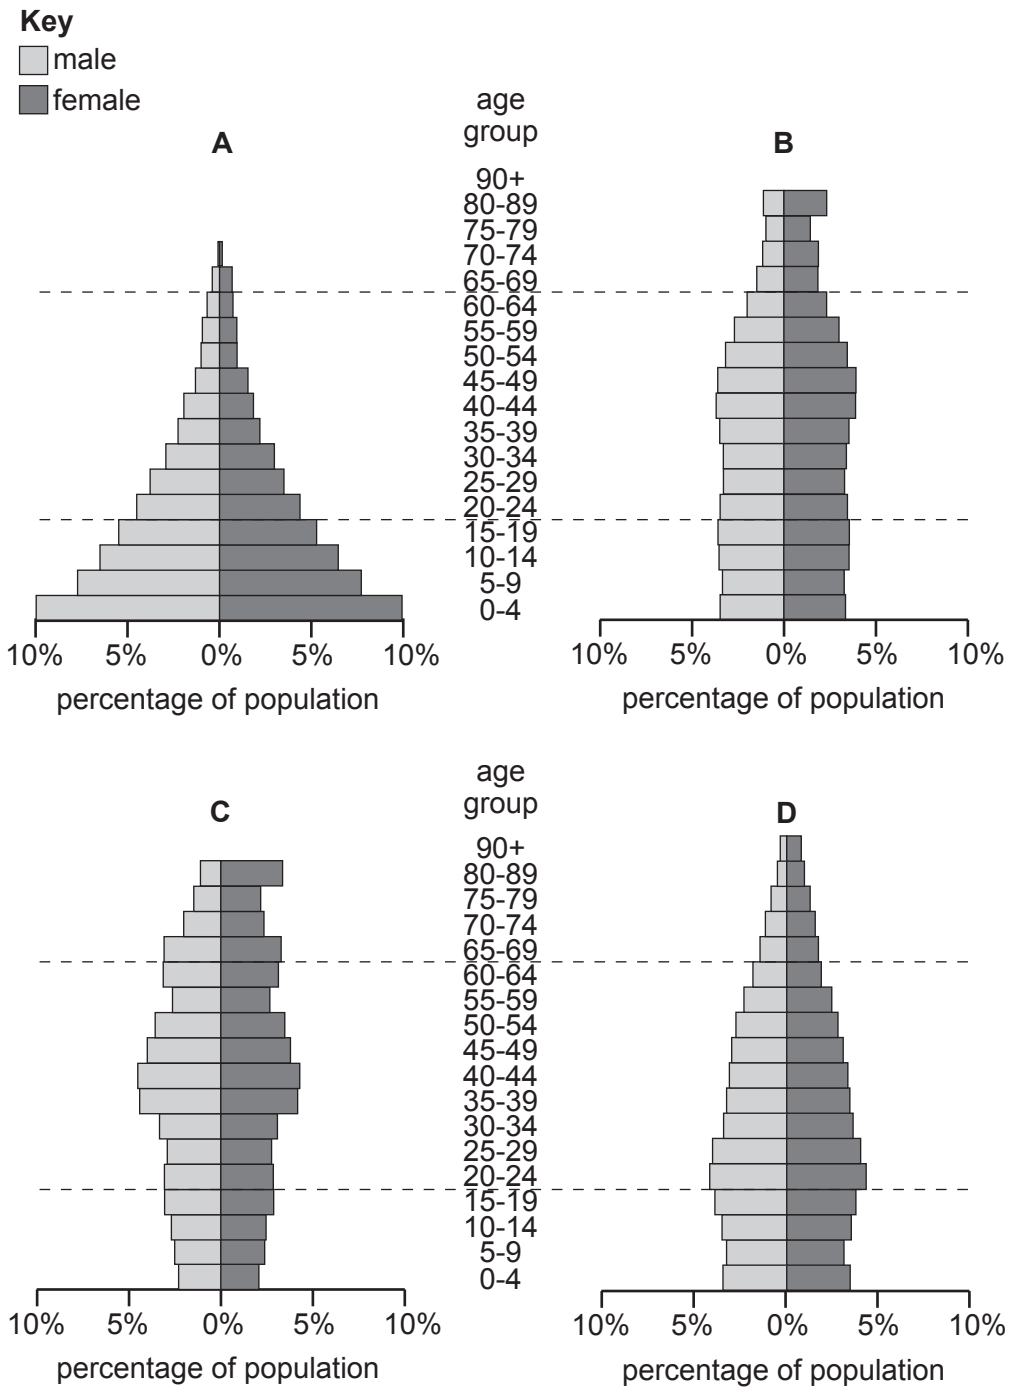 Key
male
female
age
group
A
B
90+
80-89
75-79
70-74
65-69
60-64
55-59
50-54
45-49
40-44
35-39
30-34
25-29
20-24
15-19
10-14
5-9
0-4
10% 5% 0% 5% 10%
10% 5% 0% 5% 10%
percentage of population
percentage of population
age
group
C
D
90+
80-89
75-79
70-74
65-69
60-64
55-59
50-54
45-49
40-44
35-39
30-34
25-29
20-24
15-19
10-14
5-9
0-4
10% 5% 0% 5% 10%
10% 5% 0% 5% 10%
percentage of population
percentage of population